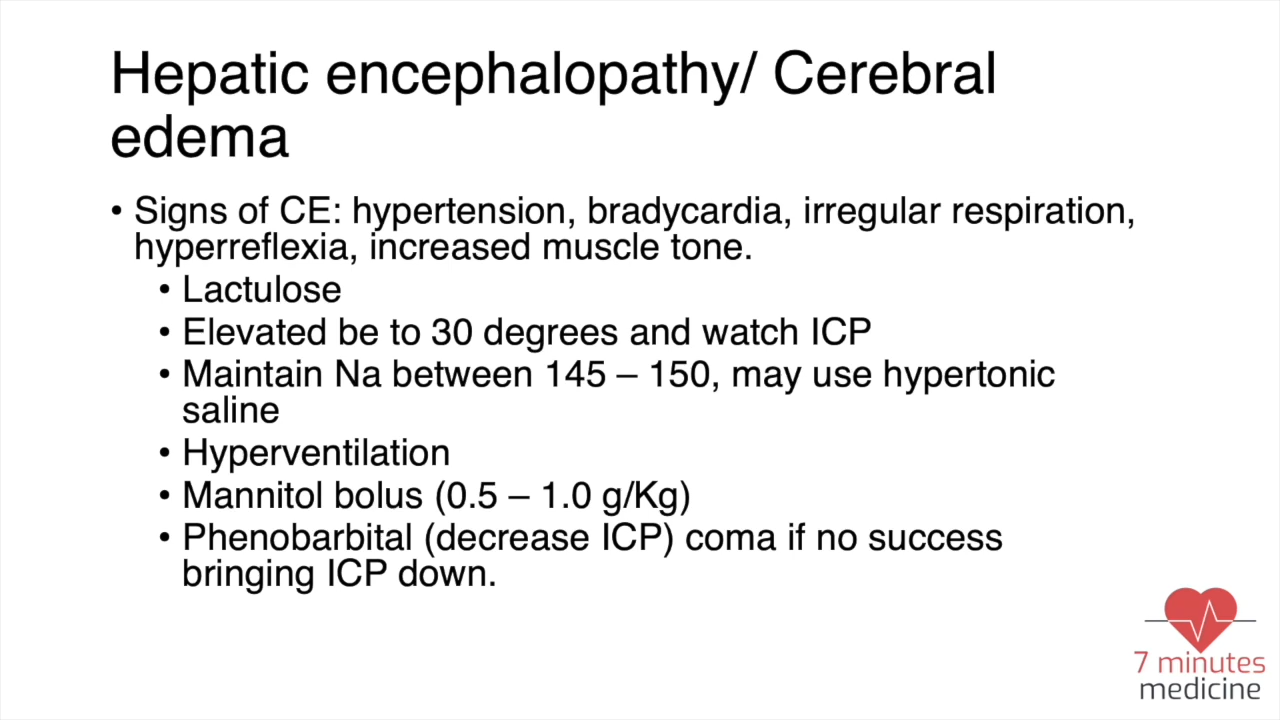 Hepatic encephalopathy/ Cerebral
edema
• Signs of CE: hypertension, bradycardia, irregular respiration,
hyperreflexia, increased muscle tone.
• Lactulose
• Elevated be to 30 degrees and watch ICP
• Maintain Na between 145 – 150, may use hypertonic
saline
• Hyperventilation
• Mannitol bolus (0.5 – 1.0 g/Kg)
• Phenobarbital (decrease ICP) coma if no success
bringing ICP down.
7 minutes
medicine